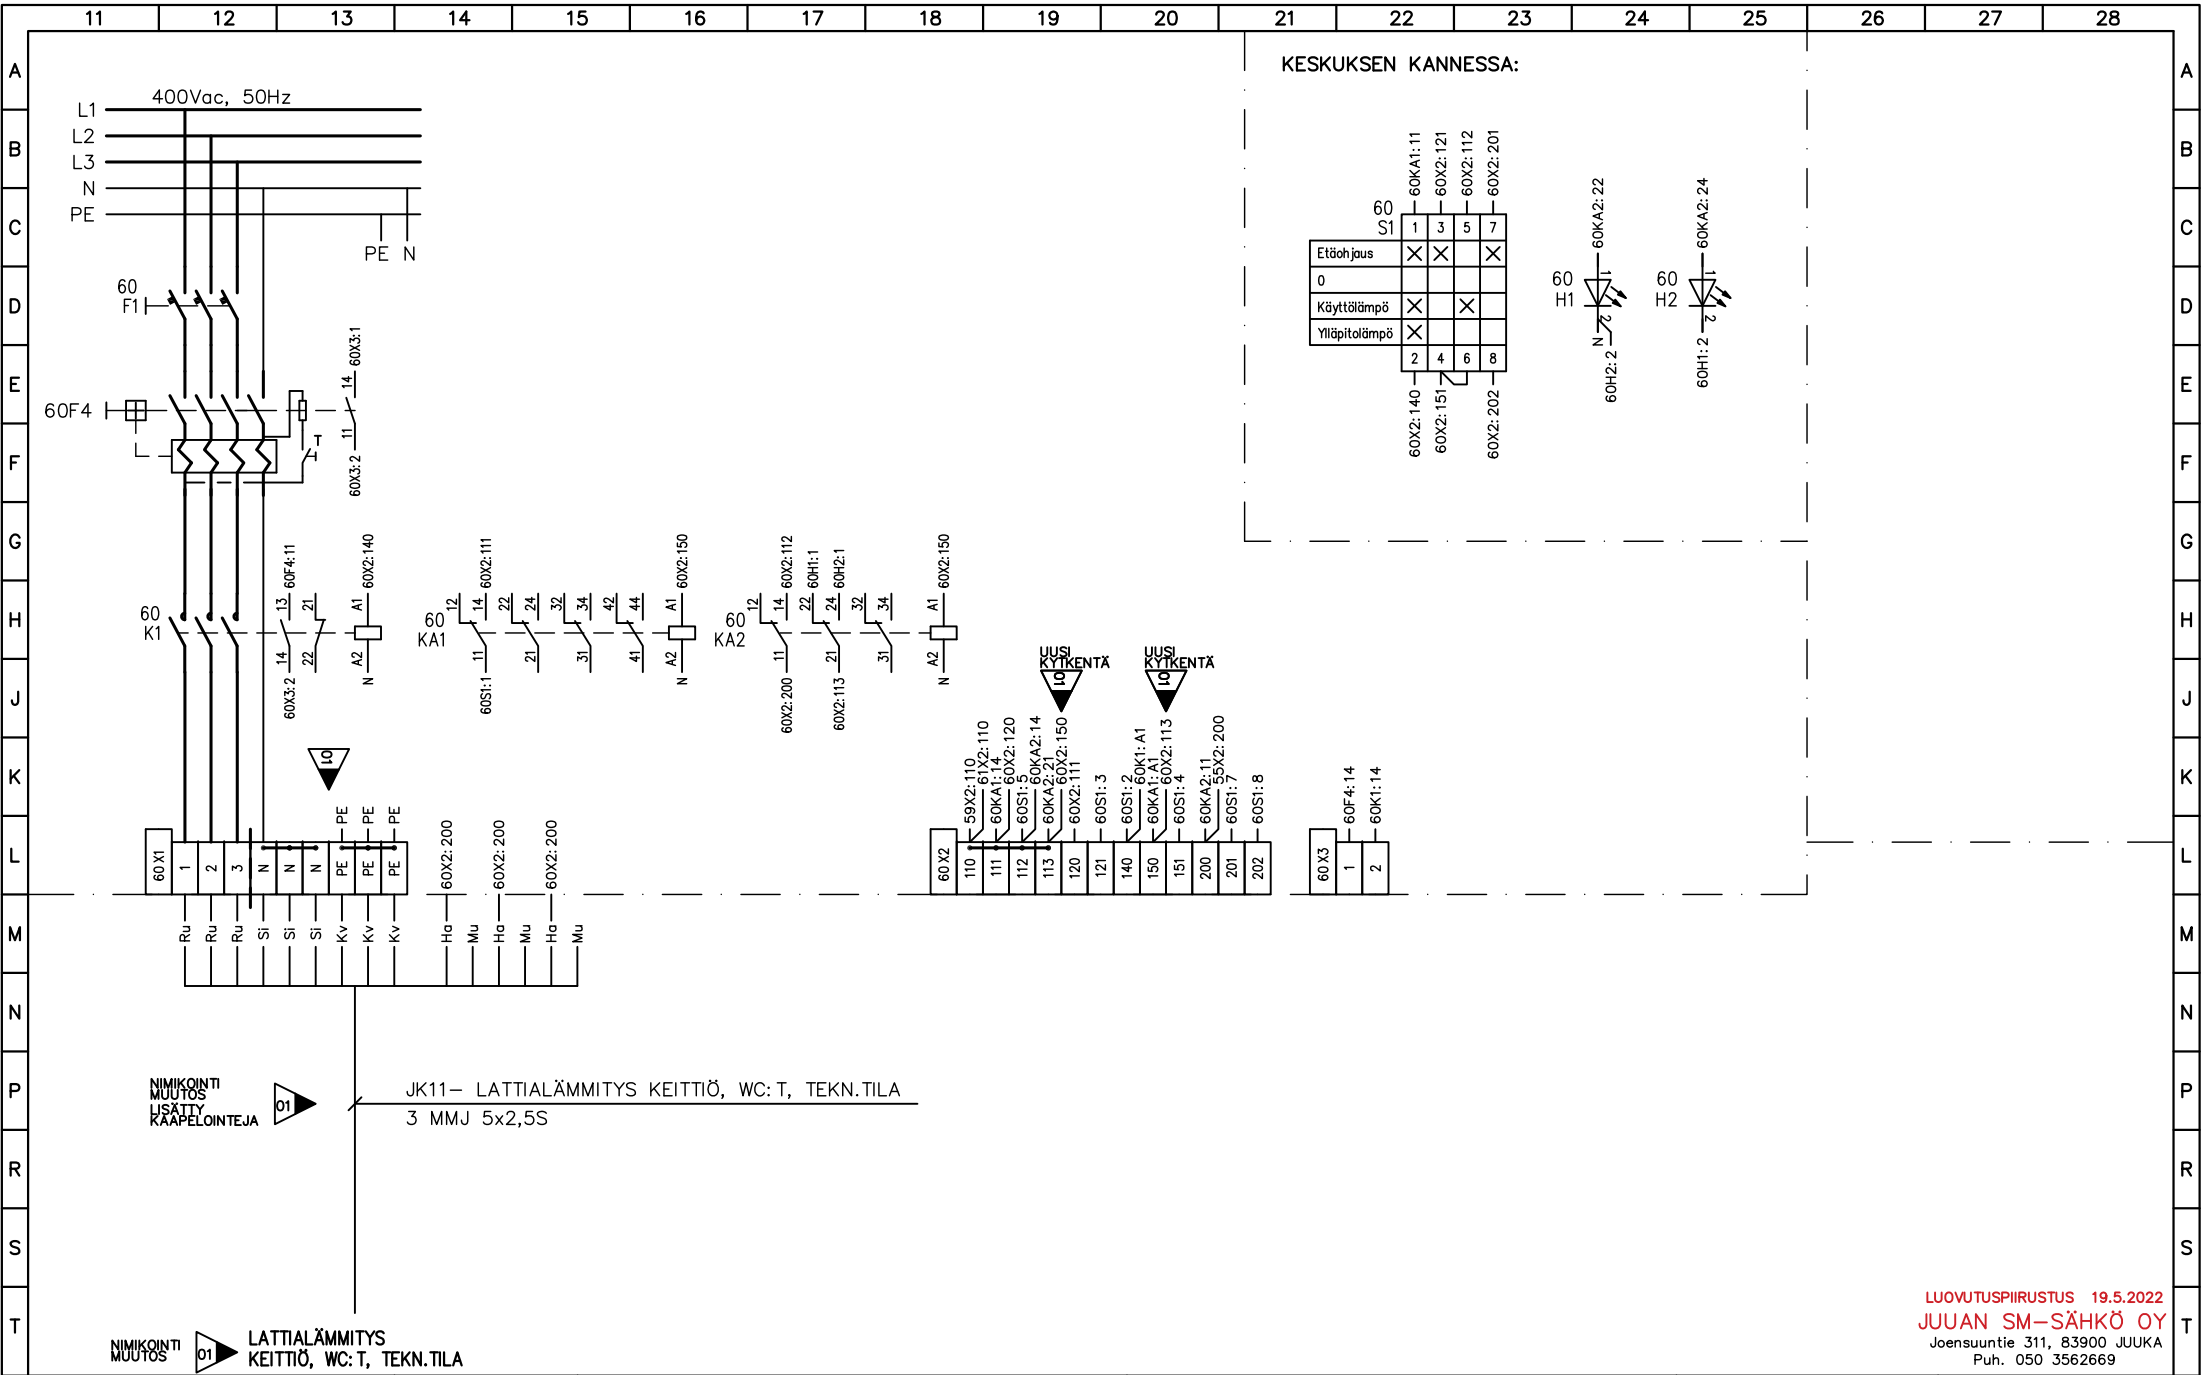 11 12 13 14 15 16 17 18 19 20 21 22 23 24 25 26 27 28
A A
B B
C C
D D
E E
F F
G G
H H
J J
K K
L L
M M
N N
P P
R R
S S
T T
400Vac, 50Hz
L1
L2
L3
N
PE
PE N
60
F1
60F4
14 60X3:1
11
60X3:2
T
60
K1
13 60F4:11
14
60X3:2
21
22
A1 60X2:140
A2
N
60
KA1
12
14 60X2:111
11
60S1:1
22
24
21
32
34
31
42
44
41
A1 60X2:150
A2
N
60
KA2
12
14 60X2:112
11
60X2:200
22 60H1:1
24 60H2:1
21
60X2:113
32
34
31
A1 60X2:150
A2
N
KESKUKSEN KANNESSA:
60KA1:11
60X2:121
60X2:112
60X2:201
60
S1
1 3 5 7
Etäohjaus
0
Käyttölämpö
Ylläpitolämpö
2 4 6 8
60X2:140
60X2:151
60X2:202
60KA2:22
60
H1
1
2
N
60H2:2
60KA2:24
60
H2
1
2
60H1:2
UUSI
KYTKENTÄ
01
UUSI
KYTKENTÄ
01
01
60X1
1 2 3 N N N PE PE PE
PE PE PE
60X2:200
60X2:200
60X2:200
59X2:110
61X2:110
60KA1:14
60X2:120
60S1:5
60KA2:14
60KA2:21
60X2:150
60X2:111
60S1:3
60S1:2
60K1:A1
60KA1:A1
60X2:113
60S1:4
60KA2:11
55X2:200
60S1:7
60S1:8
60X2
110 111 112 113 120 121 140 150 151 200 201 202
60F4:14
60K1:14
60X3
1 2
Ru Ru Ru Si Si Si Kv Kv Kv Ha Mu Ha Mu Ha Mu
NIMIKOINTI
MUUTOS
LISÄTTY
KAAPELOINTEJA
01
JK11- LATTIALÄMMITYS KEITTIÖ, WC:T, TEKN.TILA
3 MMJ 5x2,5S
NIMIKOINTI
MUUTOS
01
LATTIALÄMMITYS
KEITTIÖ, WC:T, TEKN.TILA
LUOVUTUSPIIRUSTUS 19.5.2022
JUUAN SM-SÄHKÖ OY
Joensuuntie 311, 83900 JUUKA
Puh. 050 3562669